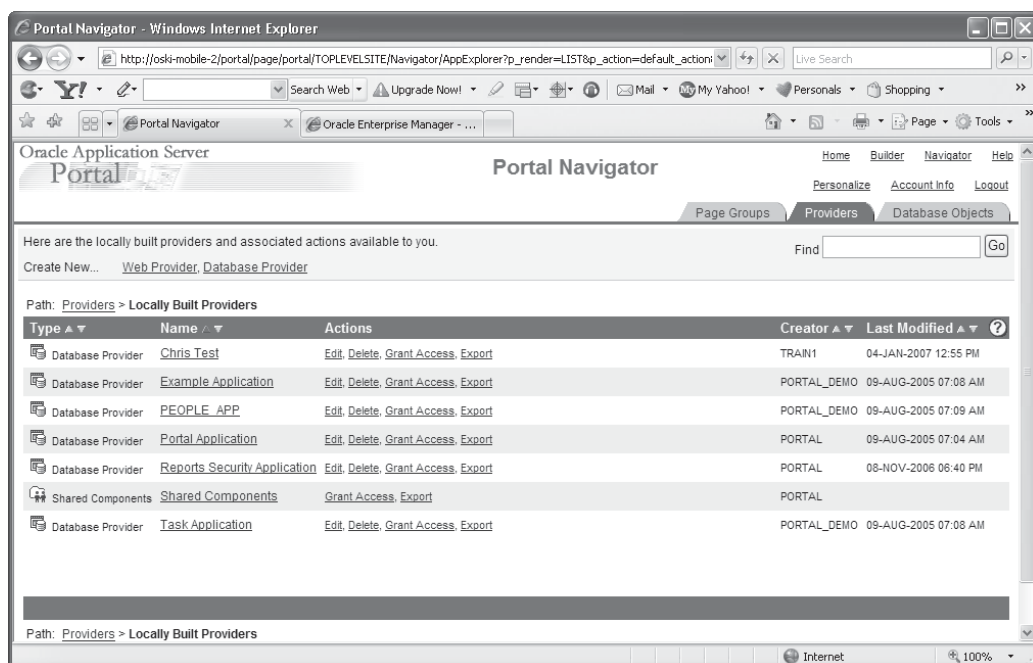 Portal Navigator - Windows Internet Explorer
http://oski-mobile-2/portal/page/portal/TOPLEVELSITE/Navigator/AppExplorer?p_render=LIST&p_action=default_action
Live Search
Search Web
Upgrade Now!
Mail
My Yahoo!
Personals
Shopping
Portal Navigator
Oracle Enterprise Manager - ...
Page
Tools
Oracle Application Server
Portal
Portal Navigator
Home Builder Navigator Help
Personalize Account Info Logout
Page Groups Providers Database Objects
Here are the locally built providers and associated actions available to you.
Find
Go
Create New... Web Provider, Database Provider
Path: Providers > Locally Built Providers
Type Name Actions Creator Last Modified ?
Database Provider Chris Test Edit, Delete, Grant Access, Export TRAIN1 04-JAN-2007 12:55 PM
Database Provider Example Application Edit, Delete, Grant Access, Export PORTAL_DEMO 09-AUG-2005 07:08 AM
Database Provider PEOPLE_APP Edit, Delete, Grant Access, Export PORTAL_DEMO 09-AUG-2005 07:09 AM
Database Provider Portal Application Edit, Delete, Grant Access, Export PORTAL 09-AUG-2005 07:04 AM
Database Provider Reports Security Application Edit, Delete, Grant Access, Export PORTAL 08-NOV-2006 06:40 PM
Shared Components Shared Components Grant Access, Export PORTAL
Database Provider Task Application Edit, Delete, Grant Access, Export PORTAL_DEMO 09-AUG-2005 07:08 AM
Path: Providers > Locally Built Providers
Internet
100%